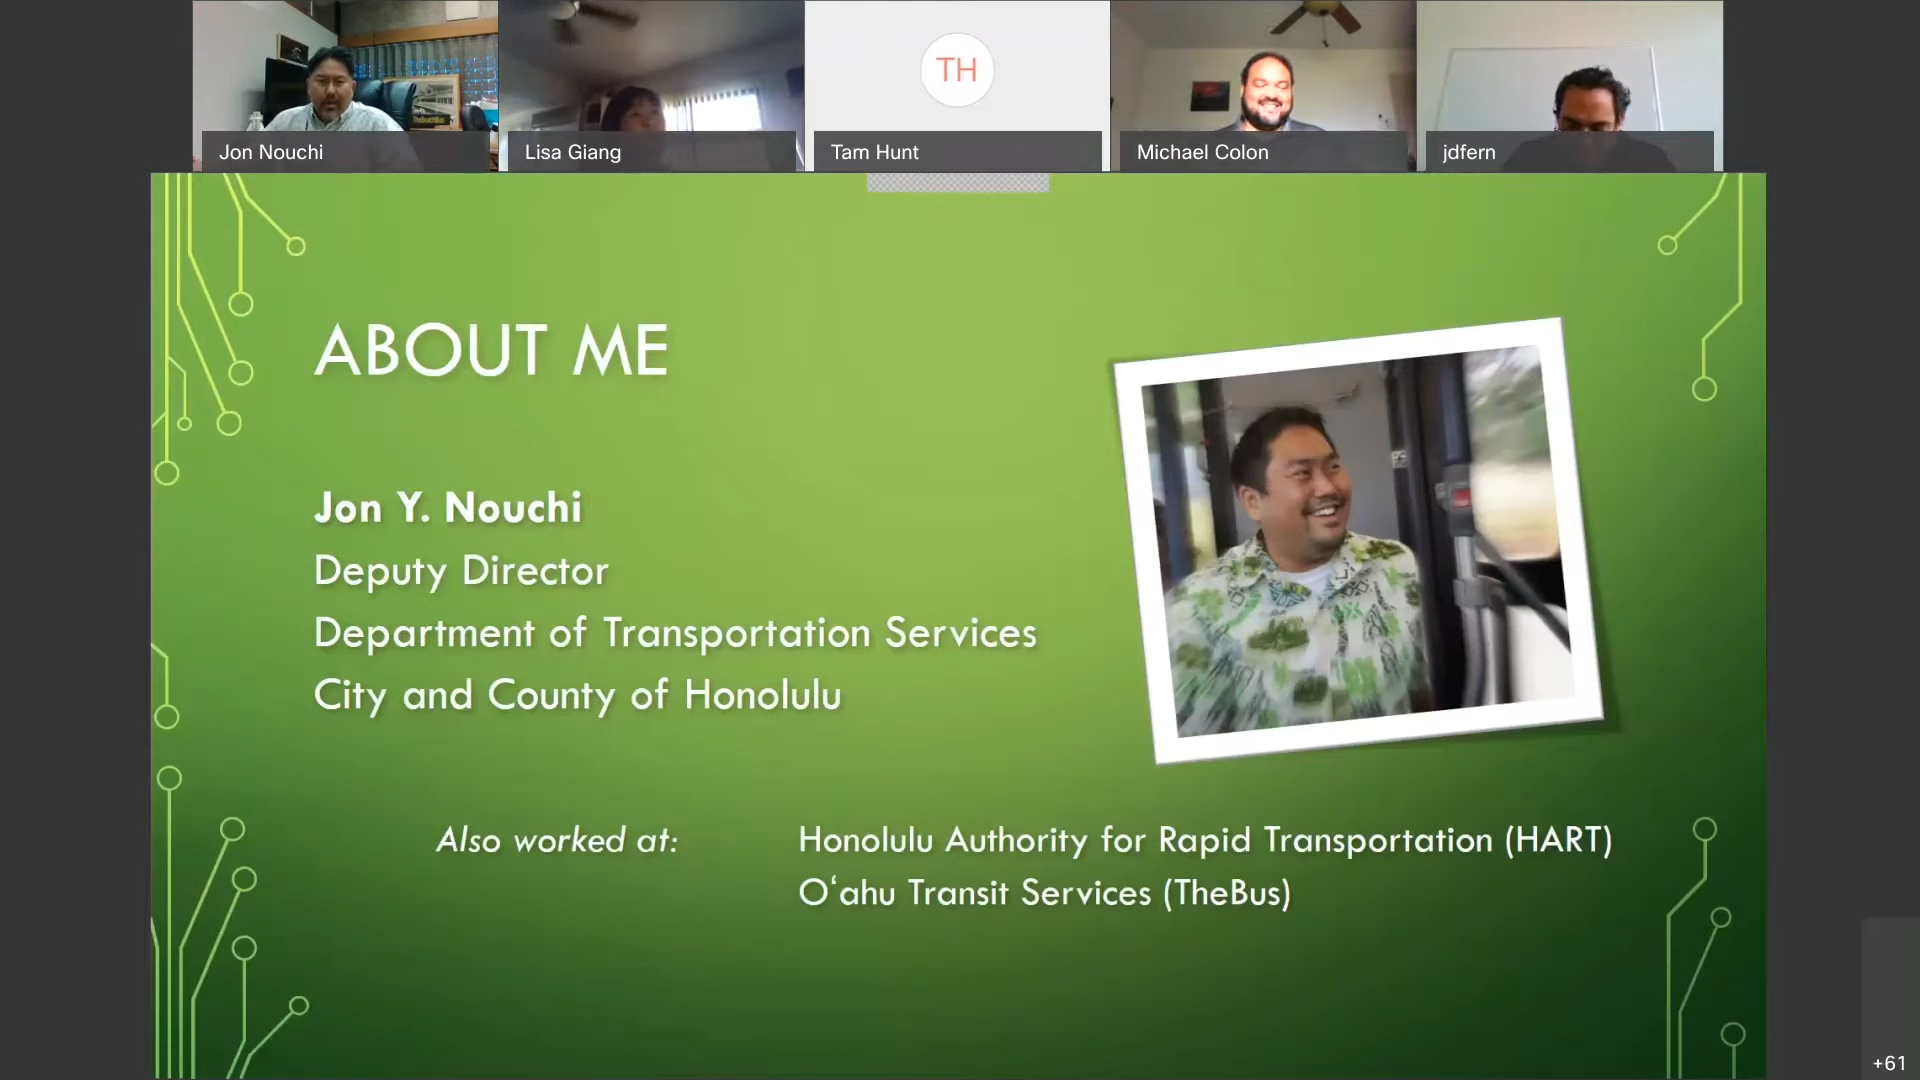 Jon Nouchi
Lisa Giang
TH
Tam Hunt
Michael Colon
jdfern
ABOUT ME
Jon Y. Nouchi
Deputy Director
Department of Transportation Services
City and County of Honolulu
Also worked at:
Honolulu Authority for Rapid Transportation (HART)
Oʻahu Transit Services (TheBus)
+61